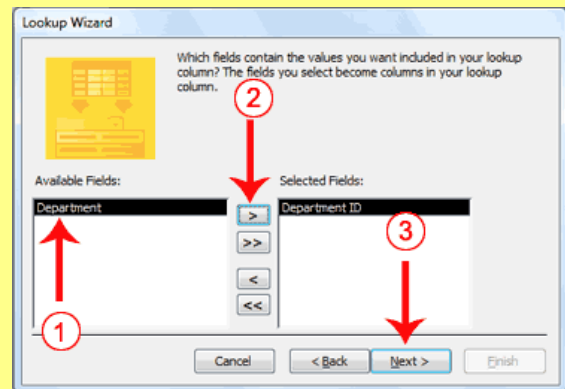 Lookup Wizard
Which fields contain the values you want included in your lookup
column? The fields you select become columns in your lookup
column.
2
Available Fields:
Selected Fields:
Department
>
Department ID
>>
3
<
<<
1
Cancel
< Back
Next >
Finish